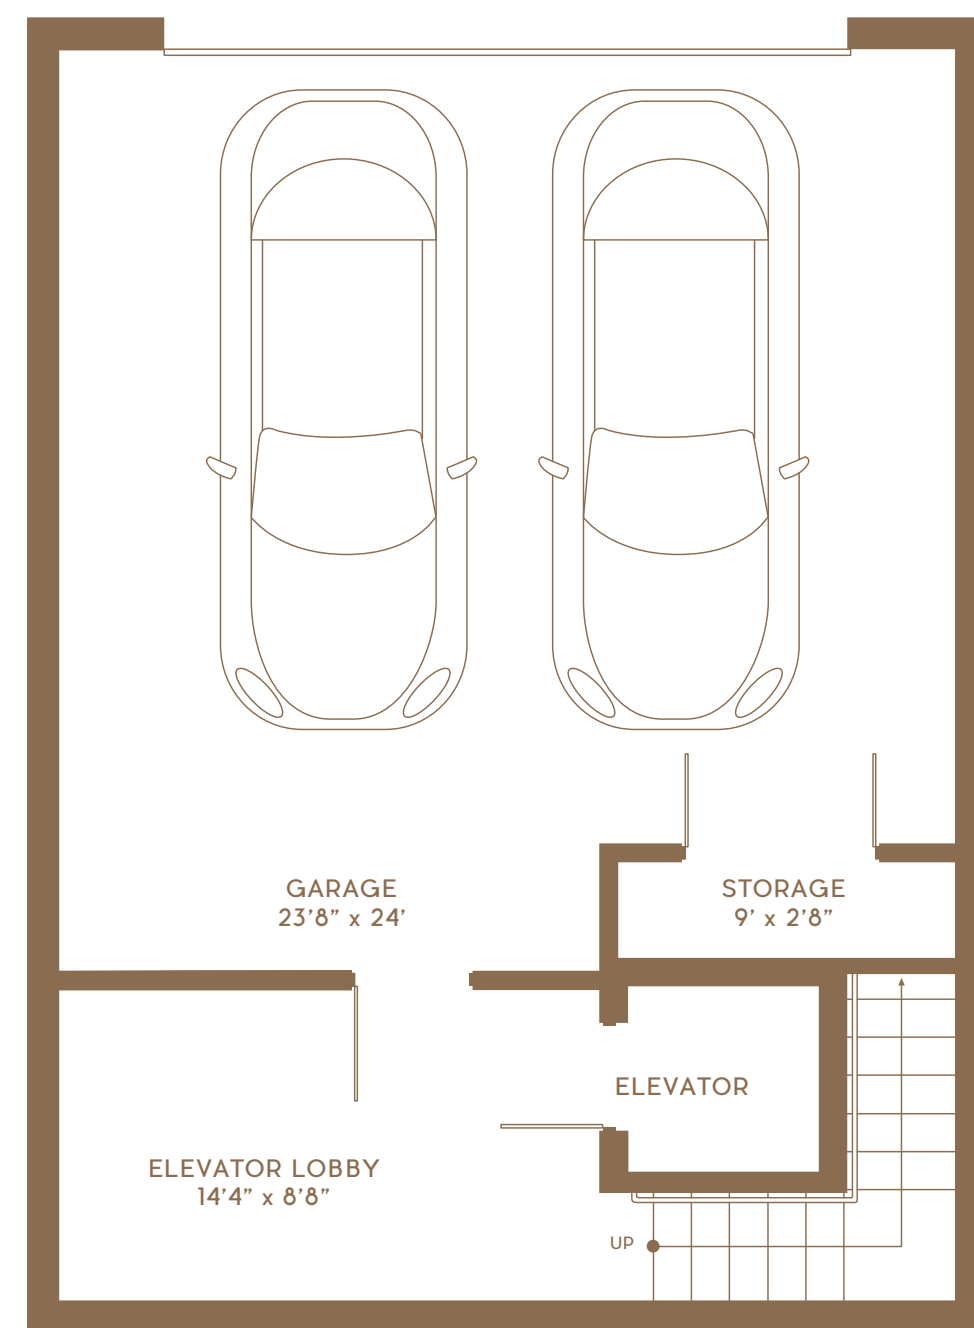 GARAGE
23’8” x 24’
STORAGE
9’ x 2’8”
ELEVATOR
ELEVATOR LOBBY
14’4” x 8’8”
UP